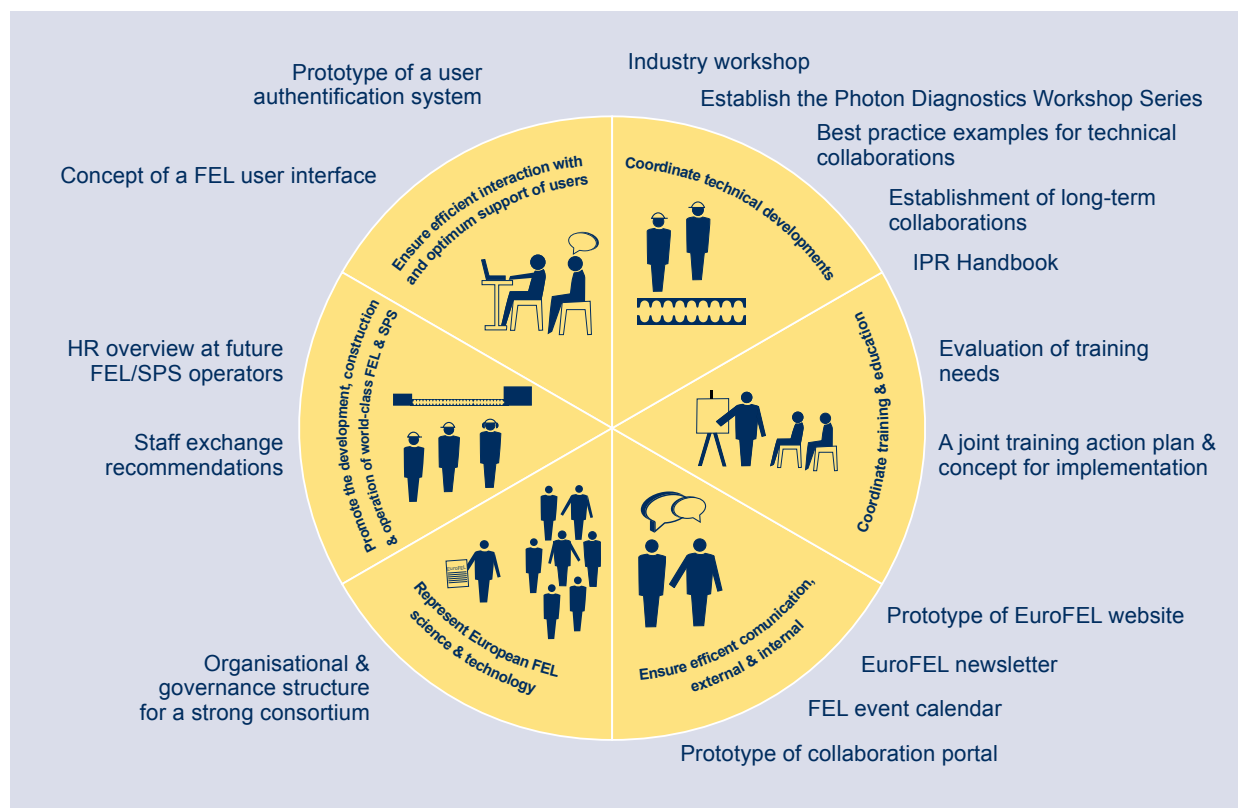 Prototype of a user
authentification system
Concept of a FEL user interface
Industry workshop
Establish the Photon Diagnostics Workshop Series
Best practice examples for technical
collaborations
Establishment of long-term
collaborations
IPR Handbook
Ensure efficient interaction with
and optimum support of users
Coordinate technical developments
HR overview at future
FEL/SPS operators
Staff exchange
recommendations
Promote the development, construction
& operation of world-class FEL & SPS
Coordinate training & education
Evaluation of training
needs
A joint training action plan &
concept for implementation
EuroFEL
Represent European FEL
science & technology
Ensure efficent comunication,
external & internal
Organisational &
governance structure
for a strong consortium
Prototype of EuroFEL website
EuroFEL newsletter
FEL event calendar
Prototype of collaboration portal